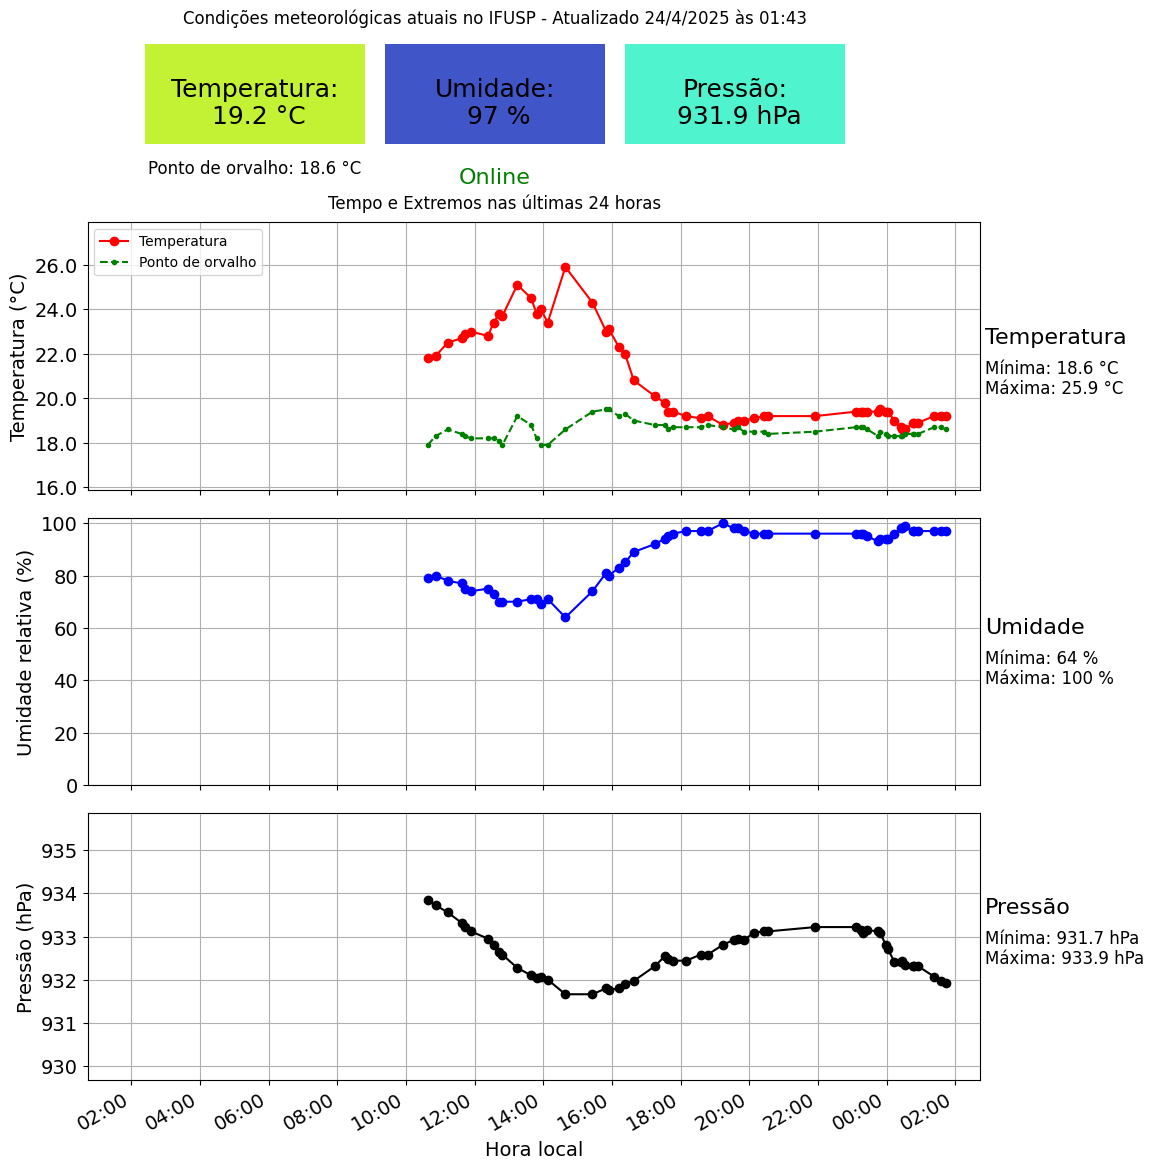 Condições meteorológicas atuais no IFUSP - Atualizado 24/4/2025 às 01:43
Temperatura:
19.2 °C
Umidade:
97 %
Pressão:
931.9 hPa
Ponto de orvalho: 18.6 °C
Online
Tempo e Extremos nas últimas 24 horas
Temperatura
Ponto de orvalho
Temperatura (°C)
26.0
24.0
22.0
20.0
18.0
16.0
Temperatura
Mínima: 18.6 °C
Máxima: 25.9 °C
Umidade relativa (%)
100
80
60
40
20
0
Umidade
Mínima: 64 %
Máxima: 100 %
Pressão (hPa)
935
934
933
932
931
930
Pressão
Mínima: 931.7 hPa
Máxima: 933.9 hPa
02:00
04:00
06:00
08:00
10:00
12:00
14:00
16:00
18:00
20:00
22:00
00:00
02:00
Hora local